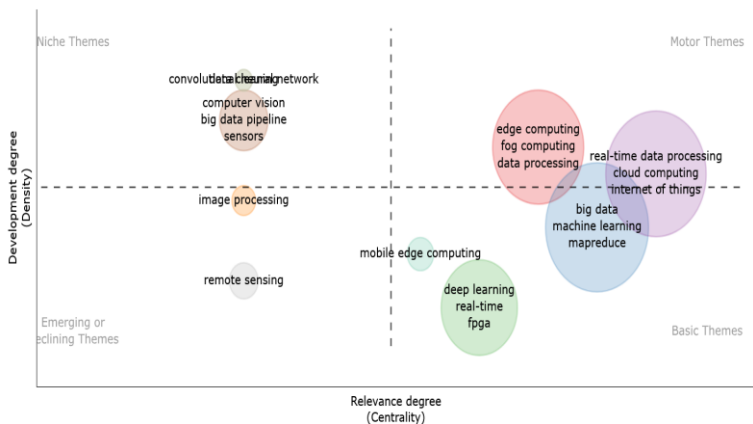 Niche Themes
Motor Themes
convolutional neural network
data cleaning
computer vision
big data pipeline
sensors
edge computing
fog computing
data processing
real-time data processing
cloud computing
internet of things
image processing
big data
machine learning
mapreduce
mobile edge computing
remote sensing
deep learning
real-time
fpga
Emerging or
eclining Themes
Basic Themes
Development degree
(Density)
Relevance degree
(Centrality)